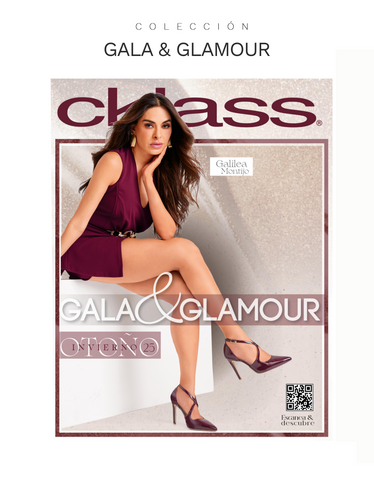 COLECCIÓN
GALA & GLAMOUR
cklass®
Galilea
Montijo
GALA & GLAMOUR
OTOÑO
INVIERNO 25
Escanea &
descubre